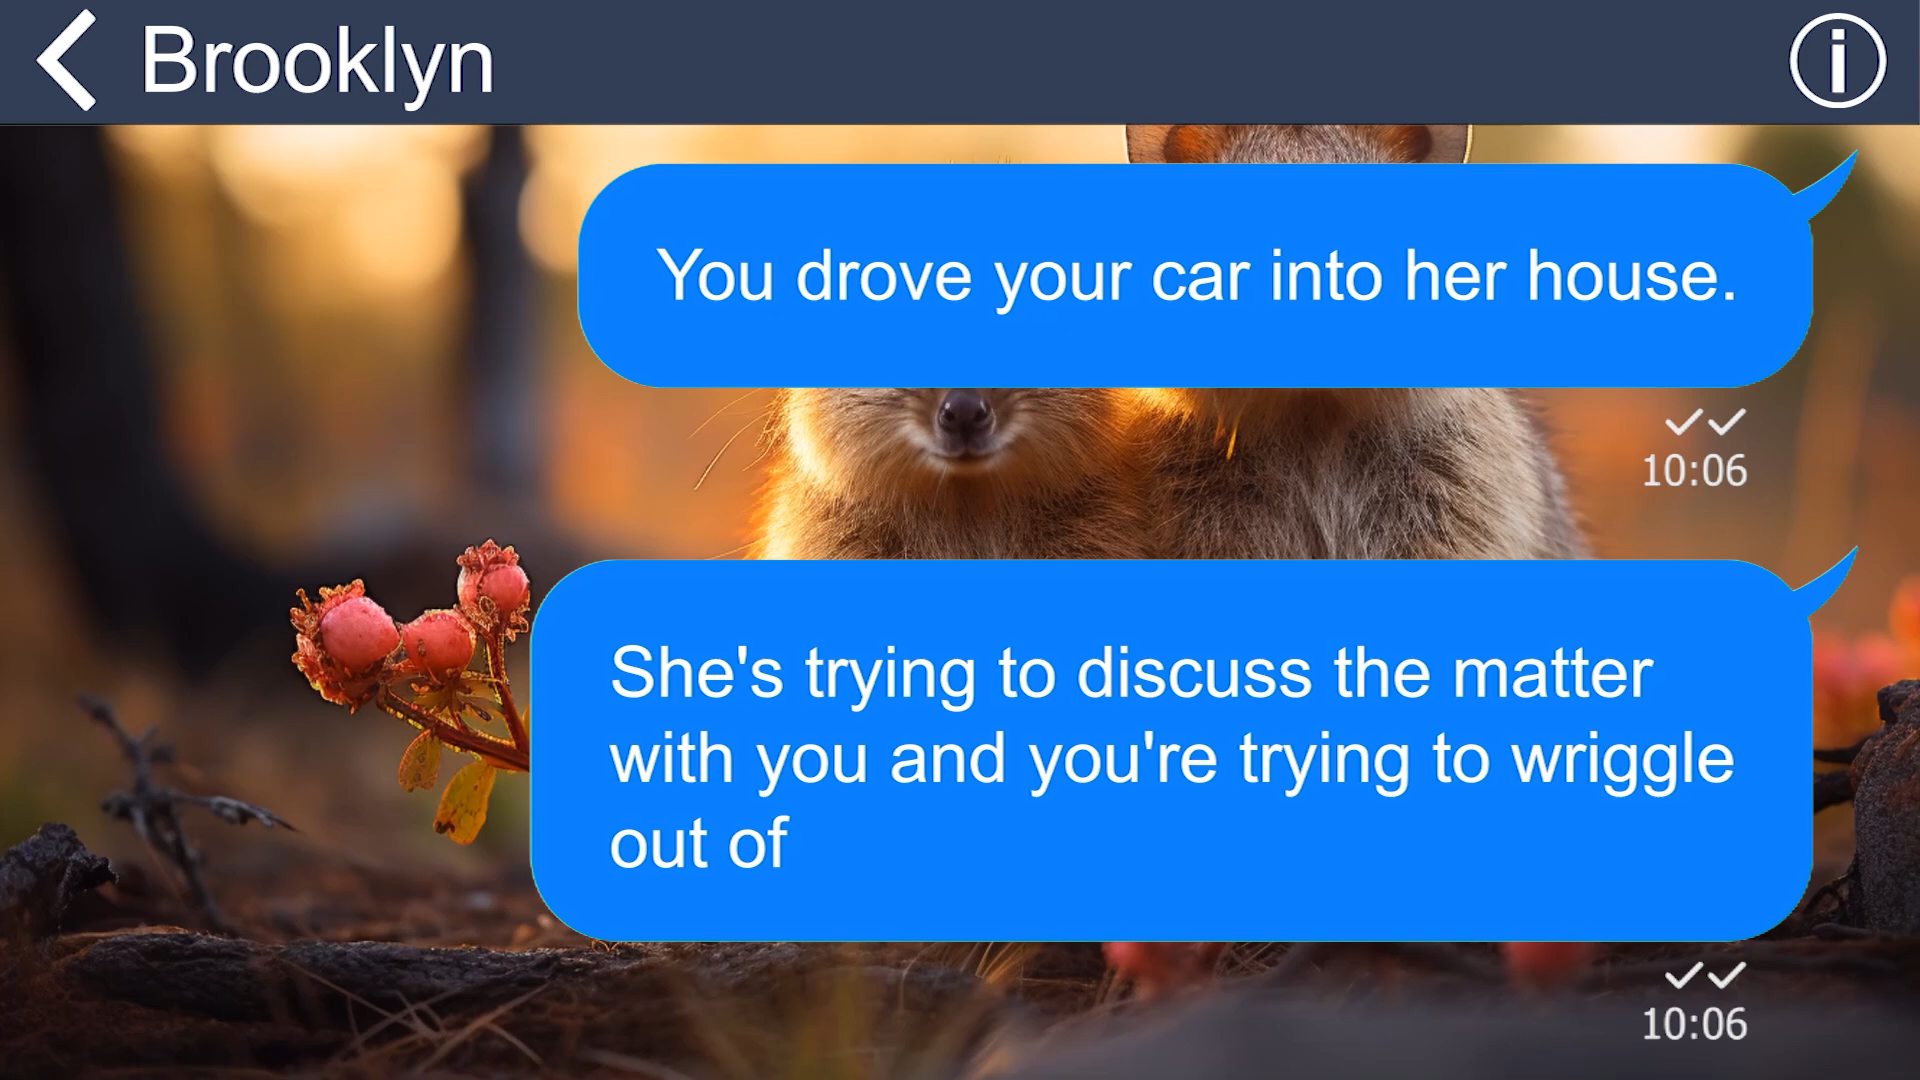 Brooklyn
You drove your car into her house.
10:06
She's trying to discuss the matter
with you and you're trying to wriggle
out of
10:06